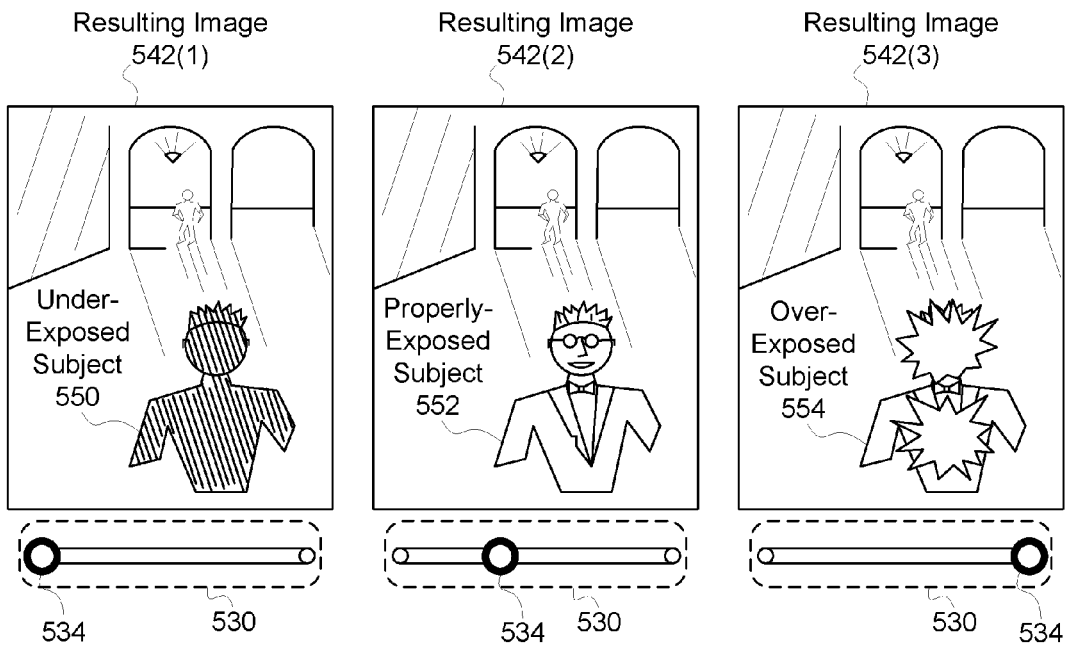 Resulting Image
542(1)
Resulting Image
542(2)
Resulting Image
542(3)
Under-
Exposed
Subject
550
Properly-
Exposed
Subject
552
Over-
Exposed
Subject
554
534
530
534
530
530
534